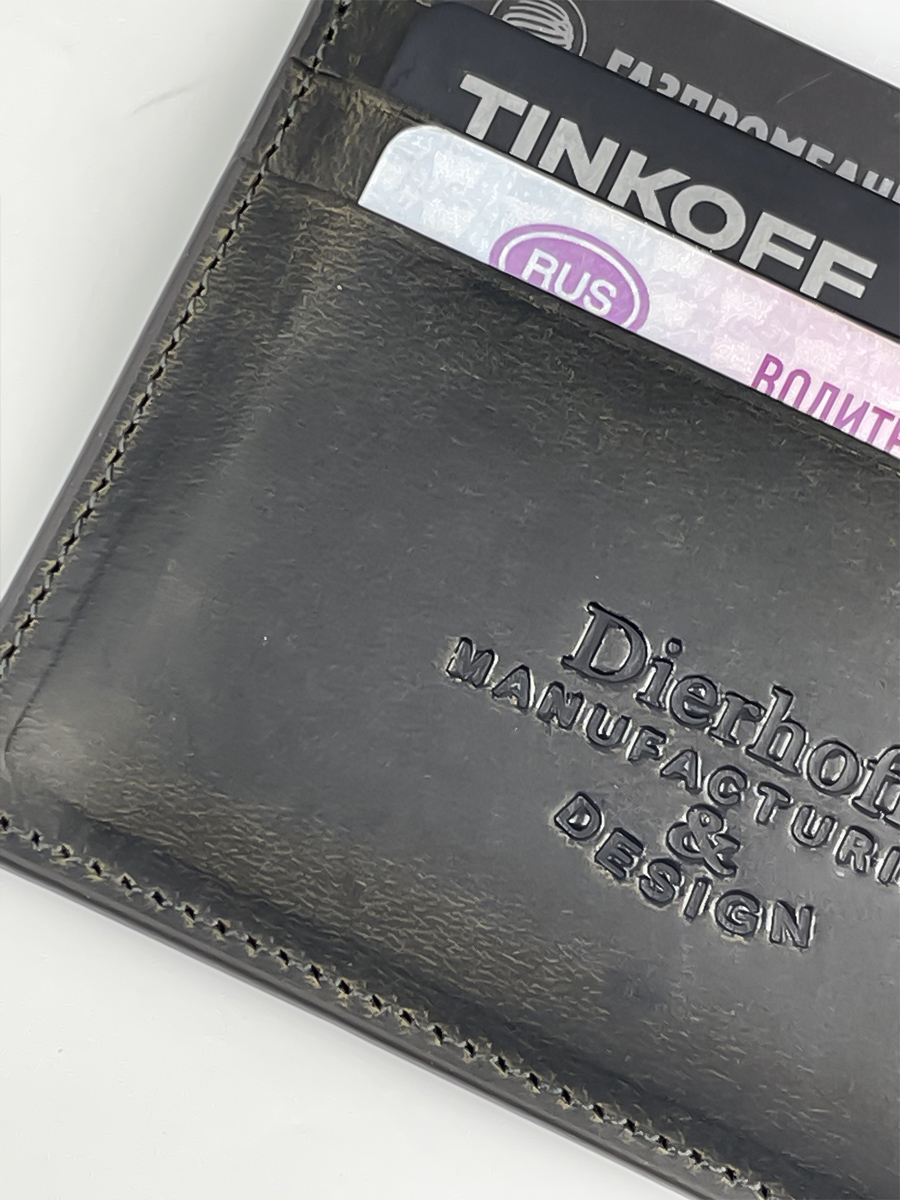 ГАЗПРОМБАН
TINKOFF
RUS
ВОДИТ
Dierhof
MANUFACTURI
&
DESIGN